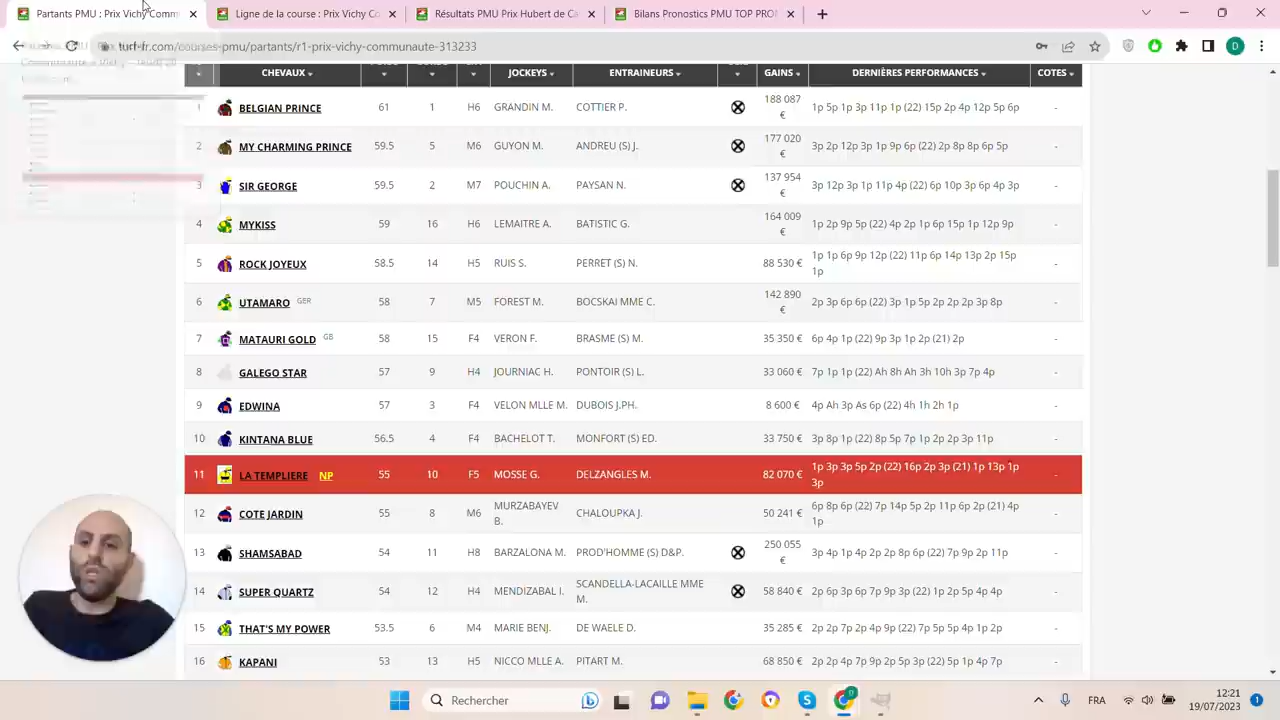 Partants PMU : Prix Vichy Comm
Ligne de Turf - Prix
Résultats PMU Prix Hubert de Ca
Bilan Pronostics PMU TOP PROI
turf-fr.com/courses-pmu/partants/r1-prix-vichy-communaute-313233
D
CHEVAUX JOCKEYS ENTRAINEURS GAINS DERNIÈRES PERFORMANCES COTES
1 BELGIAN PRINCE 61 1 H6 GRANDIN M. COTTIER P. 188 087 € 1p 5p 1p 3p 11p 1p (22) 15p 2p 4p 12p 5p 6p -
2 MY CHARMING PRINCE 59.5 5 M6 GUYON M. ANDREU (S) J. 177 020 € 3p 2p 12p 3p 1p 9p 6p (22) 2p 8p 8p 6p 5p -
3 SIR GEORGE 59.5 2 M7 POUCHIN A. PAYSAN N. 137 954 € 3p 12p 3p 1p 11p 4p (22) 6p 10p 3p 6p 4p 3p -
4 MYKISS 59 16 H6 LEMAITRE A. BATISTIC G. 164 009 € 1p 2p 9p 5p (22) 4p 2p 1p 6p 15p 1p 12p 9p -
5 ROCK JOYEUX 58.5 14 H5 RUIS S. PERRET (S) N. 88 530 € 1p 1p 6p 9p 12p (22) 11p 6p 14p 13p 2p 15p 1p -
6 UTAMARO GER 58 7 M5 FOREST M. BOCSKAI MME C. 142 890 € 2p 3p 6p 6p (22) 3p 1p 5p 2p 2p 2p 3p 8p -
7 MATAURI GOLD GB 58 15 F4 VERON F. BRASME (S) M. 35 350 € 6p 4p 1p (22) 9p 3p 1p 2p (21) 2p -
8 GALEGO STAR 57 9 H4 JOURNIAC H. PONTOIR (S) L. 33 060 € 7p 1p 1p (22) Ah 8h Ah 3h 10h 3p 7p 4p -
9 EDWINA 57 3 F4 VELON MLLE M. DUBOIS J.PH. 8 600 € 4p Ah 3p As 6p (22) 4h 1h 2h 1p -
10 KINTANA BLUE 56.5 4 F4 BACHELOT T. MONFORT (S) ED. 33 750 € 3p 8p 1p (22) 8p 5p 7p 1p 2p 2p 3p 11p -
11 LA TEMPLIERE NP 55 10 F5 MOSSE G. DELZANGLES M. 82 070 € 1p 3p 3p 5p 2p (22) 16p 2p 3p (21) 1p 13p 1p 3p -
12 COTE JARDIN 55 8 M6 MURZABAYEV B. CHALOUPKA J. 50 241 € 6p 8p 6p (22) 7p 14p 5p 2p 11p 6p 2p (21) 4p 1p -
13 SHAMSABAD 54 11 H8 BARZALONA M. PROD'HOMME (S) D&P. 250 055 € 3p 4p 1p 4p 2p 2p 8p 6p (22) 7p 9p 2p 11p -
14 SUPER QUARTZ 54 12 H4 MENDIZABAL I. SCANDELLA-LACAILLE MME M. 58 840 € 2p 6p 3p 6p 7p 9p 3p (22) 1p 2p 5p 4p 4p -
15 THAT'S MY POWER 53.5 6 M4 MARIE BENJ. DE WAELE D. 35 285 € 2p 2p 7p 2p 4p 9p (22) 7p 5p 5p 4p 1p 2p -
16 KAPANI 53 13 H5 NICCO MLLE A. PITART M. 68 850 € 2p 2p 4p 7p 9p 2p 5p 3p (22) 5p 1p 4p 7p -
Rechercher
FRA
12:21
19/07/2023